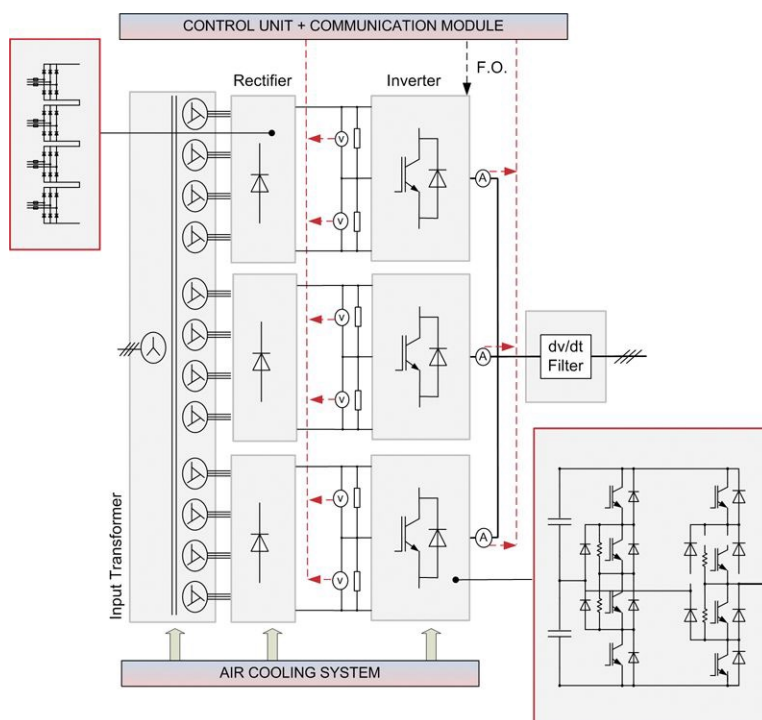 CONTROL UNIT + COMMUNICATION MODULE
F.O.
Rectifier
Inverter
V
A
V
V
A
dv/dt
Filter
V
V
A
V
Input Transformer
AIR COOLING SYSTEM